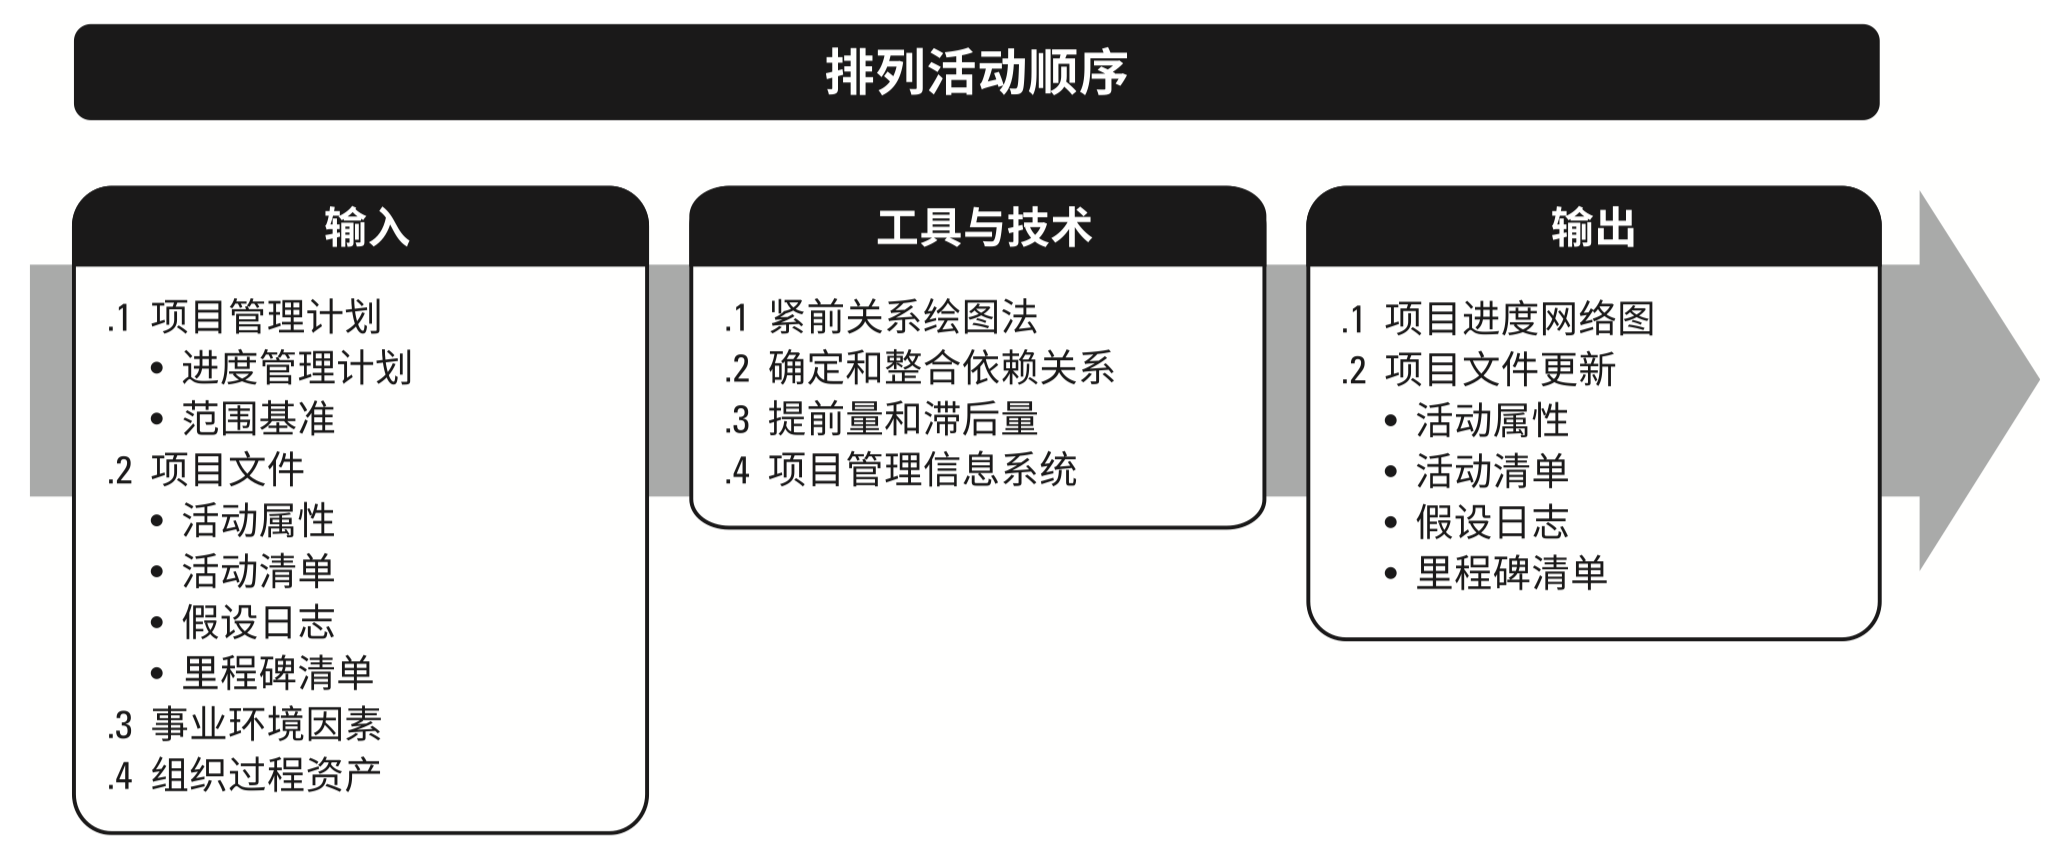 排列活动顺序
输入
.1 项目管理计划
• 进度管理计划
• 范围基准
.2 项目文件
• 活动属性
• 活动清单
• 假设日志
• 里程碑清单
.3 事业环境因素
.4 组织过程资产
工具与技术
.1 紧前关系绘图法
.2 确定和整合依赖关系
.3 提前量和滞后量
.4 项目管理信息系统
输出
.1 项目进度网络图
.2 项目文件更新
• 活动属性
• 活动清单
• 假设日志
• 里程碑清单